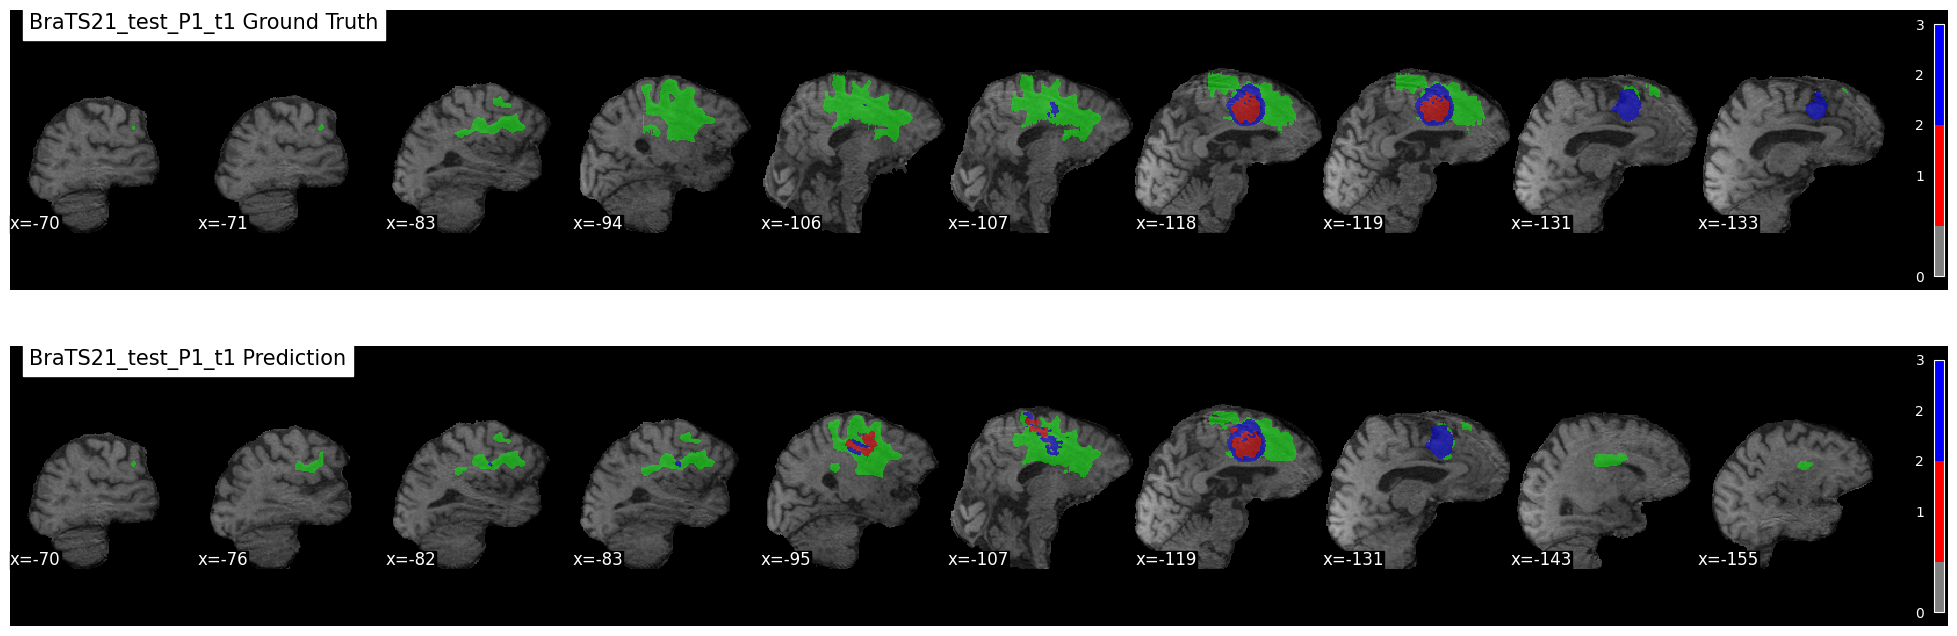 BraTS21_test_P1_t1 Ground Truth
3
2
2
1
0
x=-70 x=-71 x=-83 x=-94 x=-106 x=-107 x=-118 x=-119 x=-131 x=-133
BraTS21_test_P1_t1 Prediction
3
2
2
1
0
x=-70 x=-76 x=-82 x=-83 x=-95 x=-107 x=-119 x=-131 x=-143 x=-155